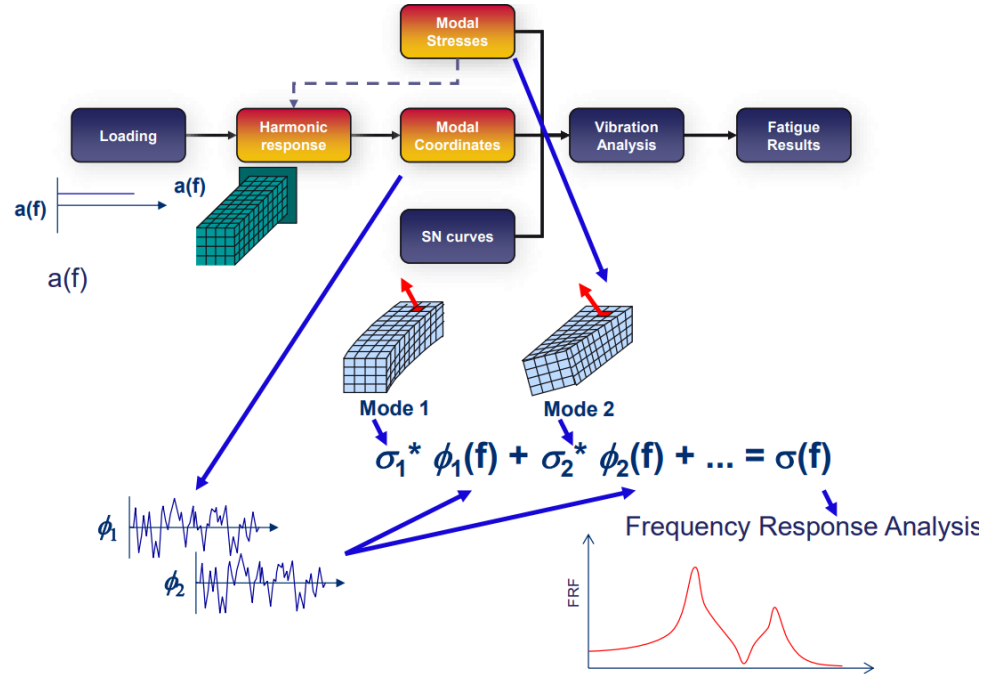 Modal
Stresses
Loading
Harmonic
response
Modal
Coordinates
Vibration
Analysis
Fatigue
Results
a(f)
a(f)
SN curves
a(f)
Mode 1
Mode 2
σ₁* ϕ₁(f) + σ₂* ϕ₂(f) + ... = σ(f)
ϕ₁
Frequency Response Analysis
ϕ₂
FRF